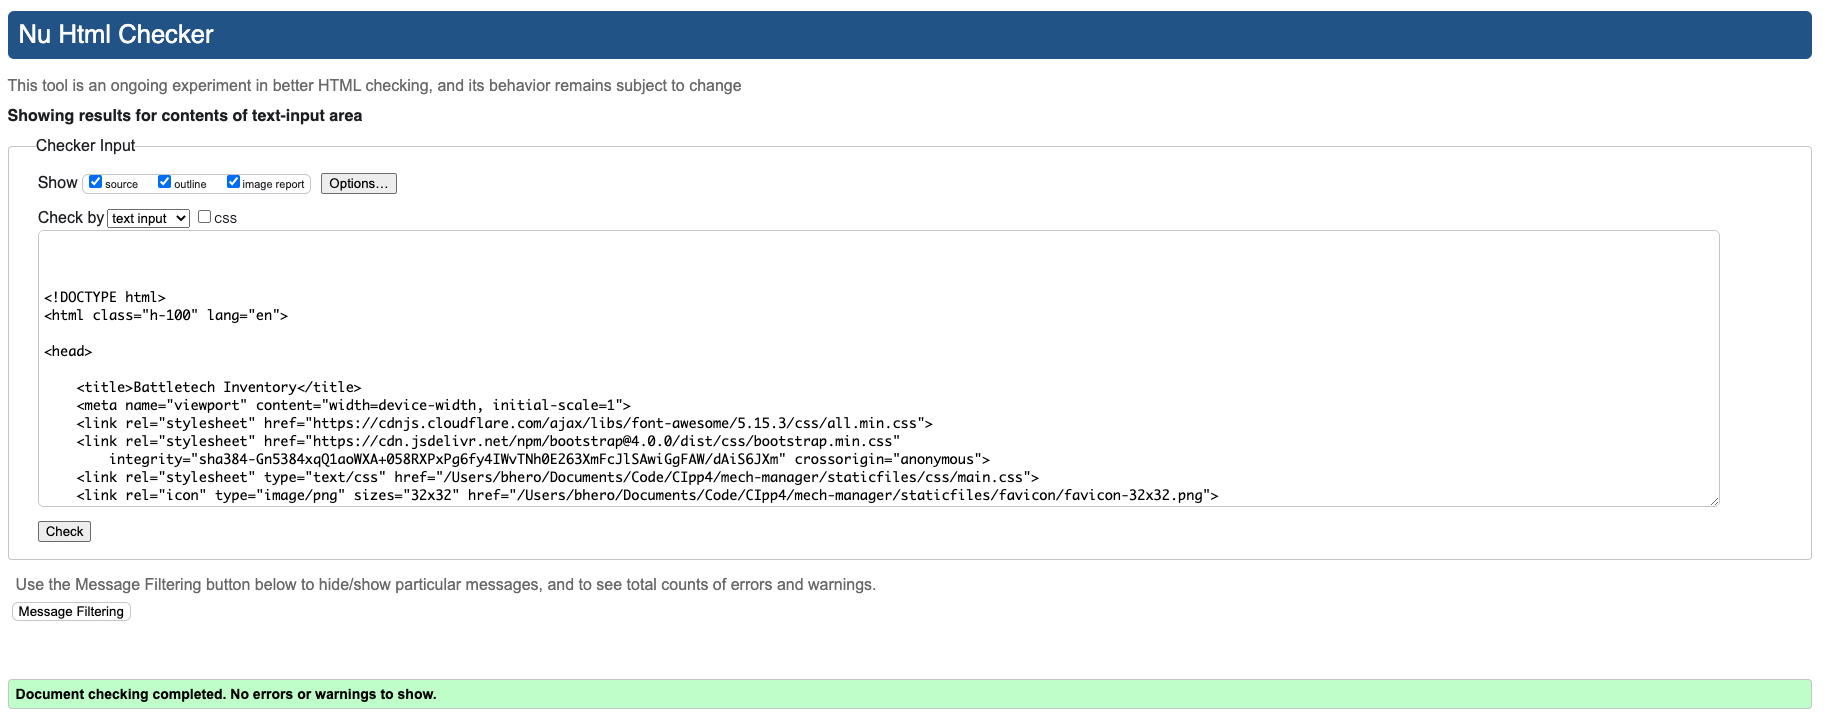 Nu Html Checker
This tool is an ongoing experiment in better HTML checking, and its behavior remains subject to change
Showing results for contents of text-input area
Checker Input
Show source outline image report Options...
Check by text input css
<!DOCTYPE html>
<html class="h-100" lang="en">
<head>
<title>Battletech Inventory</title>
<meta name="viewport" content="width=device-width, initial-scale=1">
<link rel="stylesheet" href="https://cdnjs.cloudflare.com/ajax/libs/font-awesome/5.15.3/css/all.min.css">
<link rel="stylesheet" href="https://cdn.jsdelivr.net/npm/bootstrap@4.0.0/dist/css/bootstrap.min.css"
integrity="sha384-Gn5384xqQ1aoWXA+058RXPxPg6fy4IWvTNh0E263XmFcJlSAwiGgFAW/dAiS6JXm" crossorigin="anonymous">
<link rel="stylesheet" type="text/css" href="/Users/bhero/Documents/Code/CIpp4/mech-manager/staticfiles/css/main.css">
<link rel="icon" type="image/png" sizes="32x32" href="/Users/bhero/Documents/Code/CIpp4/mech-manager/staticfiles/favicon/favicon-32x32.png">
Check
Use the Message Filtering button below to hide/show particular messages, and to see total counts of errors and warnings.
Message Filtering
Document checking completed. No errors or warnings to show.